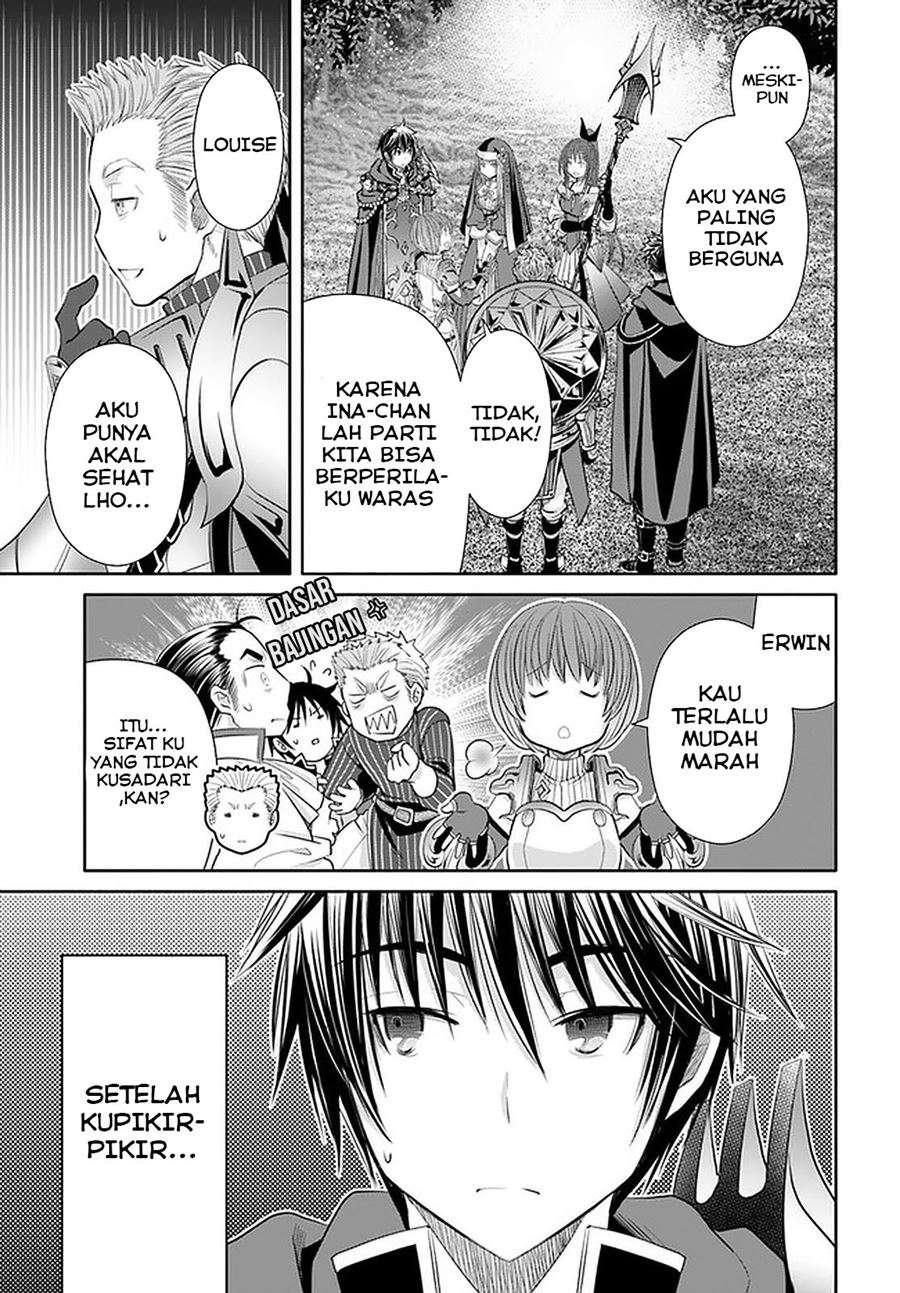 ...
MESKI-
PUN
AKU YANG
PALING
TIDAK
BERGUNA
TIDAK,
TIDAK!
KARENA
INA-CHAN
LAH PARTI
KITA BISA
BERPERILA-
KU WARAS
LOUISE
AKU
PUNYA
AKAL
SEHAT
LHO...
ERWIN
KAU
TERLALU
MUDAH
MARAH
DASAR
BAJINGAN
ITU...
SIFAT KU
YANG TIDAK
KUSADARI
,KAN?
SETELAH
KUPIKIR-
PIKIR...